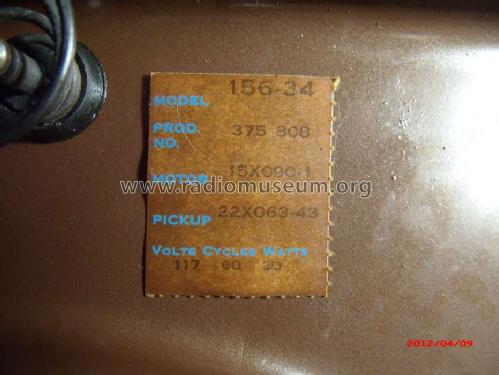 MODEL 156-34
PROD. NO. 375 808
MOTOR 15X090-1
www.radiomuseum.org
PICKUP 22X063-43
VOLTS CYCLES WATTS
117 60 20
2012/04/09